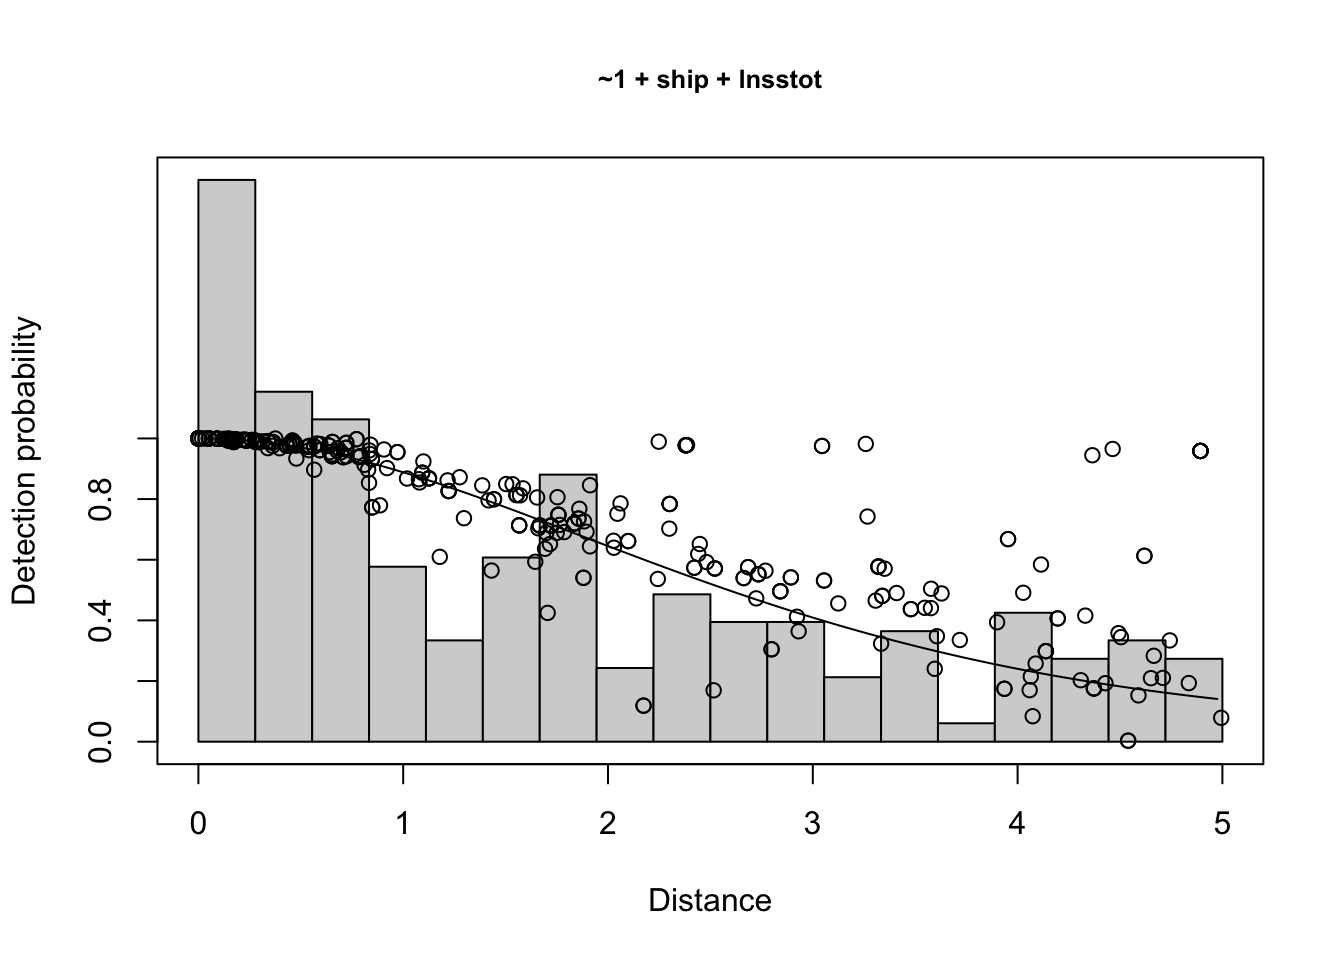 ~1 + ship + lnsstot
Detection probability
0.8
0.4
0.0
0 1 2 3 4 5
Distance